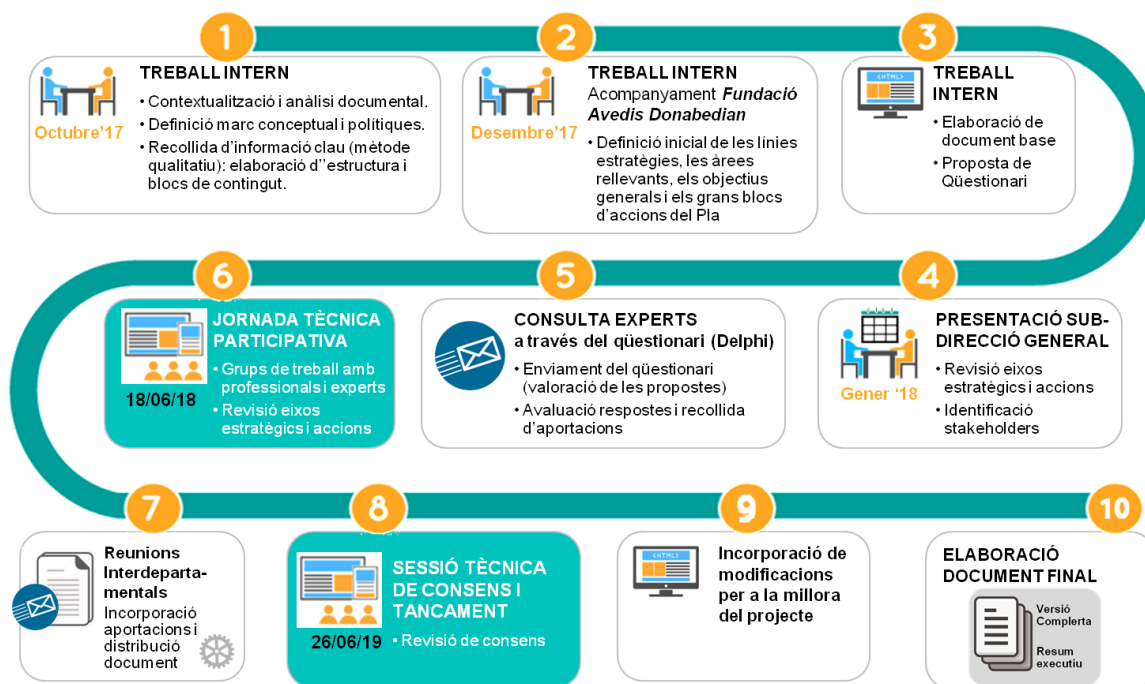 1
TREBALL INTERN
• Contextualització i anàlisi documental.
• Definició marc conceptual i polítiques.
• Recollida d'informació clau (mètode
qualitatiu): elaboració d''estructura i
blocs de contingut.
Octubre'17
2
TREBALL INTERN
Acompanyament Fundació
Avedis Donabedian
• Definició inicial de les línies
estratègies, les àrees
rellevants, els objectius
generals i els grans blocs
d'accions del Pla
Desembre'17
3
<HTML>
TREBALL
INTERN
• Elaboració de
document base
• Proposta de
Qüestionari
4
PRESENTACIÓ SUB-
DIRECCIÓ GENERAL
• Revisió eixos
estratègics i accions
• Identificació
stakeholders
Gener '18
5
CONSULTA EXPERTS
a través del qüestionari (Delphi)
• Enviament del qüestionari
(valoració de les propostes)
• Avaluació respostes i recollida
d'aportacions
6
JORNADA TÈCNICA
PARTICIPATIVA
• Grups de treball amb
professionals i experts
• Revisió eixos
estratègics i accions
18/06/18
7
Reunions
Interdeparta-
mentals
Incorporació
aportacions i
distribució
document
8
SESSIÓ TÈCNICA
DE CONSENS I
TANCAMENT
• Revisió de consens
26/06/19
9
<HTML>
Incorporació de
modificacions
per a la millora
del projecte
10
ELABORACIÓ
DOCUMENT FINAL
Versió
Complerta
Resum
executiu